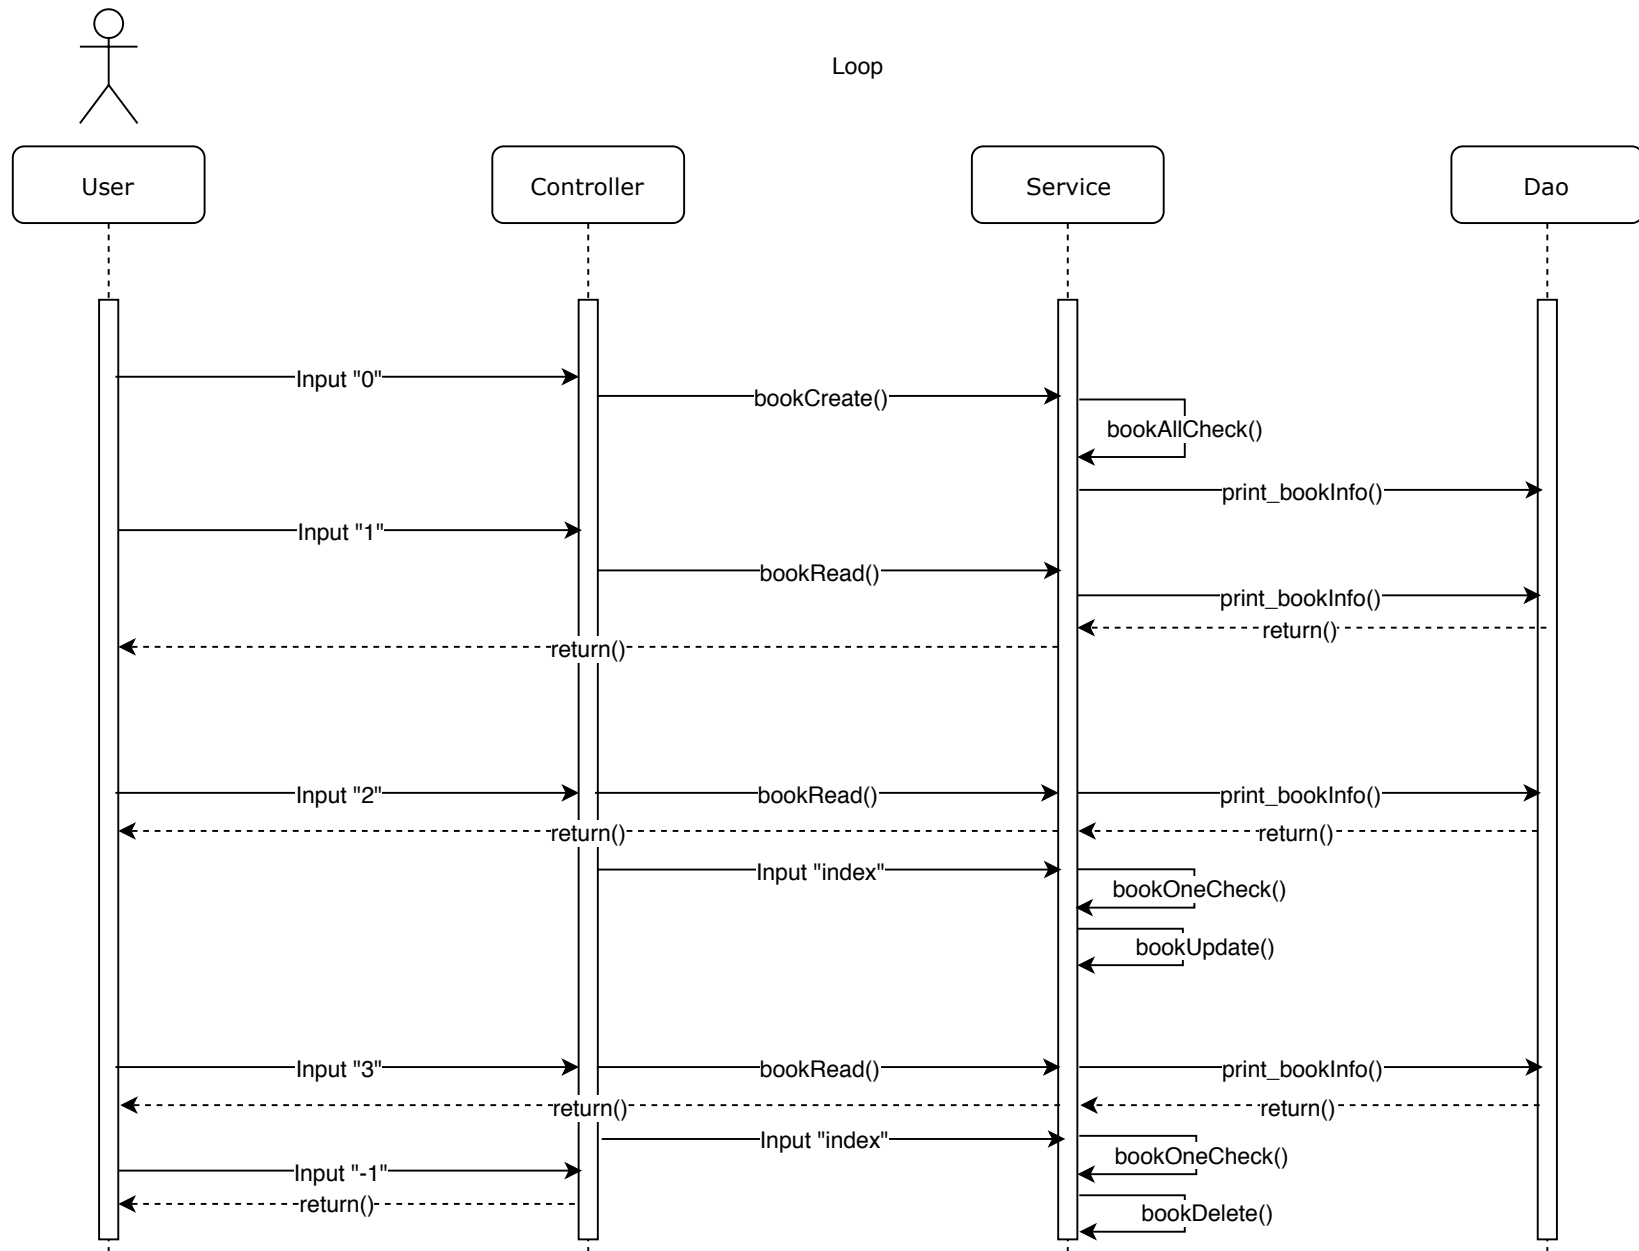 Loop
User
Controller
Service
Dao
Input "0"
bookCreate()
bookAllCheck()
print_bookInfo()
Input "1"
bookRead()
print_bookInfo()
return()
return()
Input "2"
bookRead()
print_bookInfo()
return()
return()
Input "index"
bookOneCheck()
bookUpdate()
Input "3"
bookRead()
print_bookInfo()
return()
return()
Input "index"
bookOneCheck()
Input "-1"
return()
bookDelete()